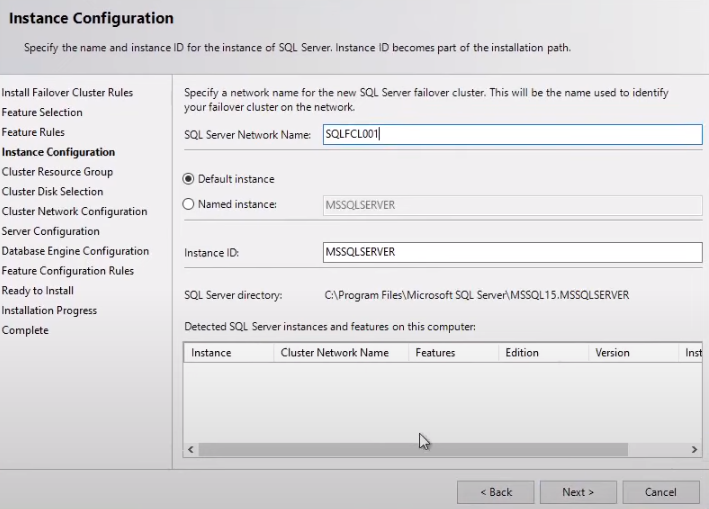 Instance Configuration
Specify the name and instance ID for the instance of SQL Server. Instance ID becomes part of the installation path.
Install Failover Cluster Rules
Feature Selection
Feature Rules
Instance Configuration
Cluster Resource Group
Cluster Disk Selection
Cluster Network Configuration
Server Configuration
Database Engine Configuration
Feature Configuration Rules
Ready to Install
Installation Progress
Complete
Specify a network name for the new SQL Server failover cluster. This will be the name used to identify
your failover cluster on the network.
SQL Server Network Name: SQLFCL001
Default instance
Named instance: MSSQLSERVER
Instance ID: MSSQLSERVER
SQL Server directory: C:\Program Files\Microsoft SQL Server\MSSQL15.MSSQLSERVER
Detected SQL Server instances and features on this computer:
Instance Cluster Network Name Features Edition Version Inst
< Back Next > Cancel